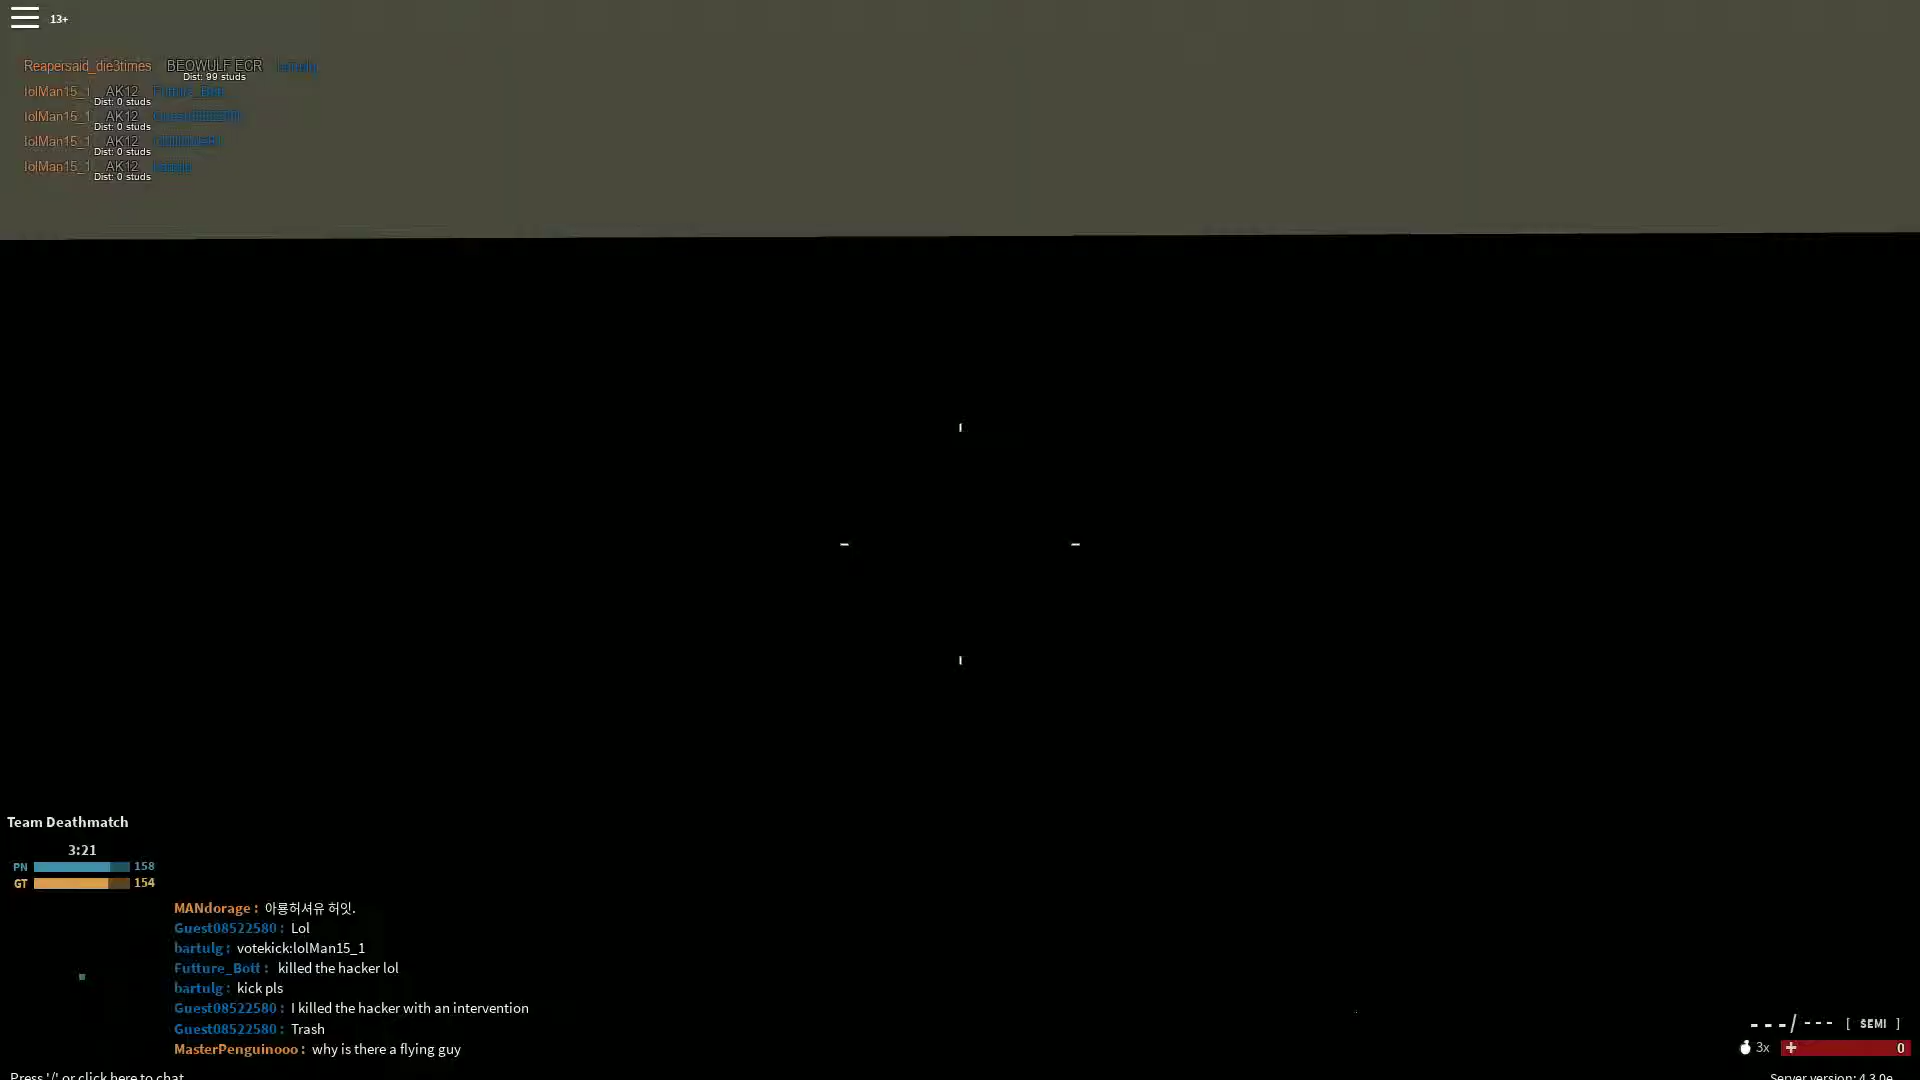 13+
Reapersaid_die3times BEOWULF ECR bartulg
Dist: 99 studs
lolMan15_1 AK12 Futture_Bott
Dist: 0 studs
lolMan15_1 AK12
Dist: 0 studs
lolMan15_1 AK12
Dist: 0 studs
lolMan15_1 AK12 bartulg
Dist: 0 studs
Team Deathmatch
3:21
PN 158
GT 154
MANdorage : 아룡허셔유 허잇.
Guest08522580 : Lol
bartulg : votekick:lolMan15_1
Futture_Bott : killed the hacker lol
bartulg : kick pls
Guest08522580 : I killed the hacker with an intervention
Guest08522580 : Trash
MasterPenguinooo : why is there a flying guy
---/--- [ SEMI ]
3x 0
Press '/' or click here to chat
Server version: 4.3.0e